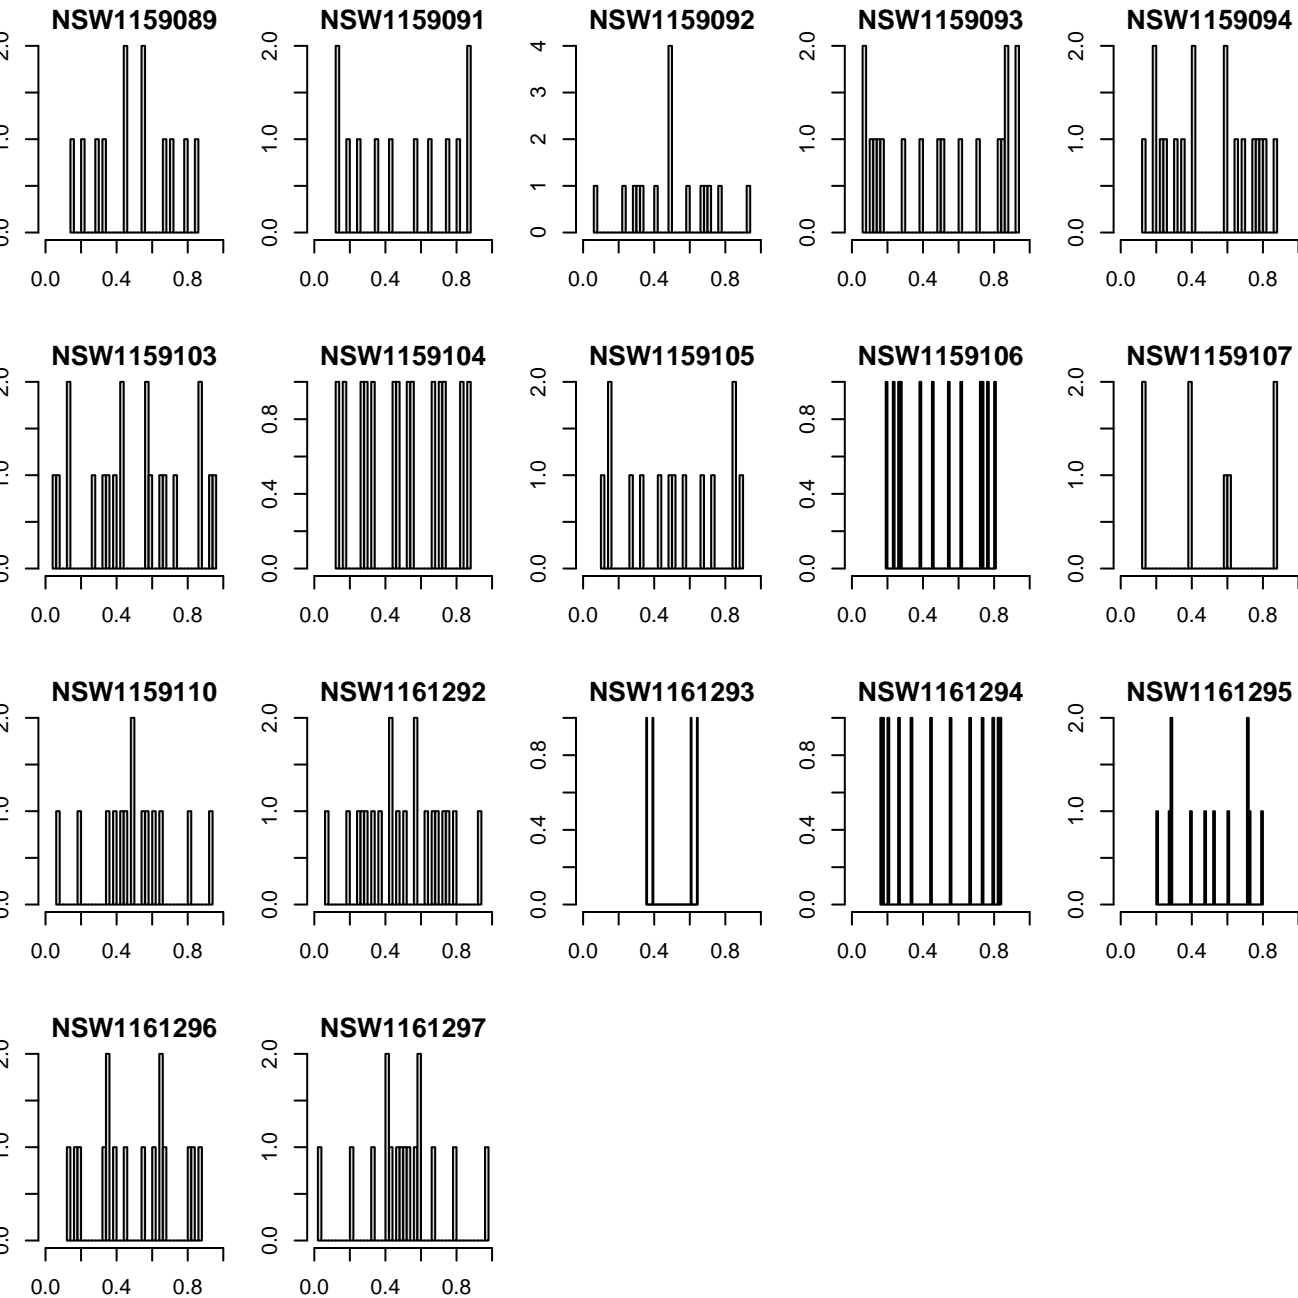 NSW1159089 NSW1159091 NSW1159092 NSW1159093 NSW1159094
0.0 1.0 2.0 0.0 1.0 2.0 0 1 2 3 4 0.0 1.0 2.0 0.0 1.0 2.0
0.0 0.4 0.8 0.0 0.4 0.8 0.0 0.4 0.8 0.0 0.4 0.8 0.0 0.4 0.8
NSW1159103 NSW1159104 NSW1159105 NSW1159106 NSW1159107
0.0 1.0 2.0 0.0 0.4 0.8 0.0 1.0 2.0 0.0 0.4 0.8 0.0 1.0 2.0
0.0 0.4 0.8 0.0 0.4 0.8 0.0 0.4 0.8 0.0 0.4 0.8 0.0 0.4 0.8
NSW1159110 NSW1161292 NSW1161293 NSW1161294 NSW1161295
0.0 1.0 2.0 0.0 1.0 2.0 0.0 0.4 0.8 0.0 0.4 0.8 0.0 1.0 2.0
0.0 0.4 0.8 0.0 0.4 0.8 0.0 0.4 0.8 0.0 0.4 0.8 0.0 0.4 0.8
NSW1161296 NSW1161297
0.0 1.0 2.0 0.0 1.0 2.0
0.0 0.4 0.8 0.0 0.4 0.8